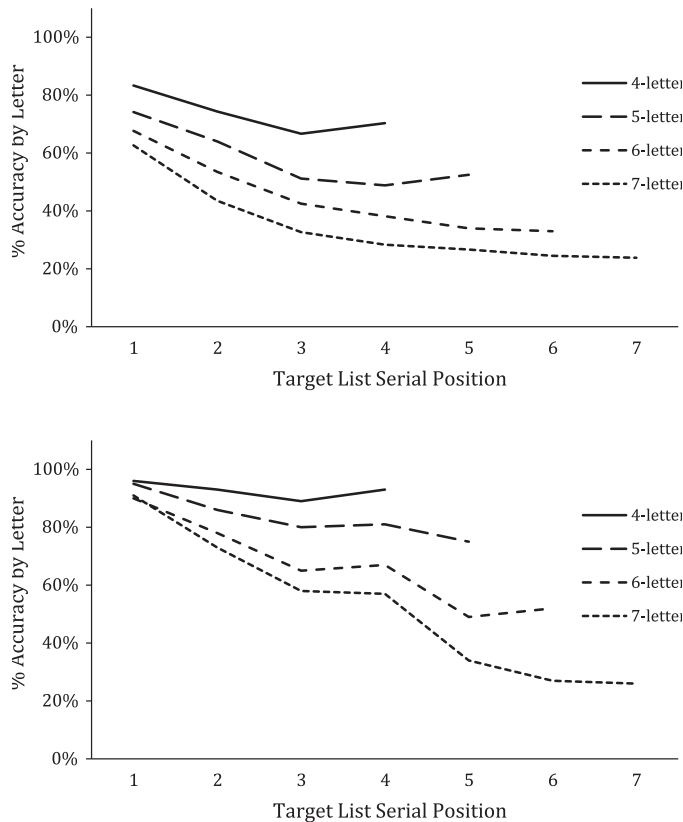 % Accuracy by Letter
100%
80%
60%
40%
20%
0%
1 2 3 4 5 6 7
Target List Serial Position
4-letter
5-letter
6-letter
7-letter
% Accuracy by Letter
100%
80%
60%
40%
20%
0%
1 2 3 4 5 6 7
Target List Serial Position
4-letter
5-letter
6-letter
7-letter